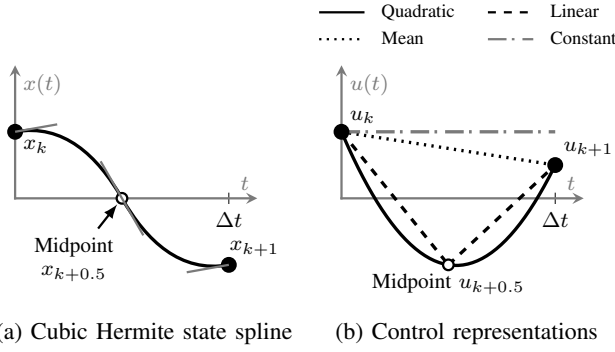 Quadratic
Linear
Mean
Constant
x(t)
x_k
t
Δt
Midpoint
x_{k+0.5}
x_{k+1}
u(t)
u_k
u_{k+1}
t
Δt
Midpoint u_{k+0.5}
(a) Cubic Hermite state spline
(b) Control representations